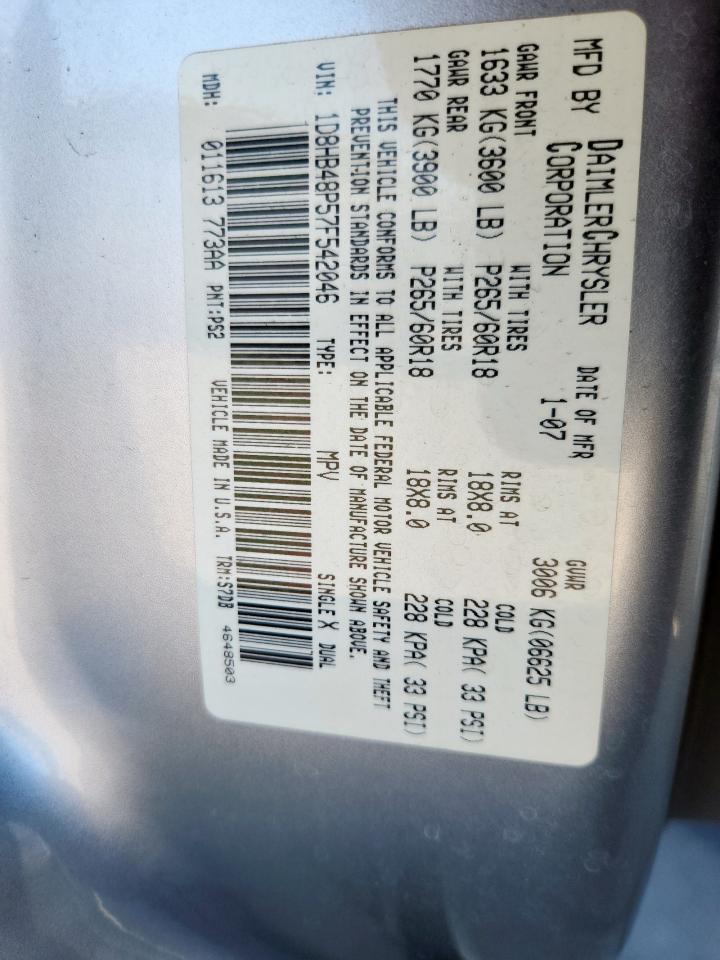 MFD BY DAIMLERCHRYSLER CORPORATION DATE OF MFR 1-07 GVWR 3006 KG(06625 LB)
GAWR FRONT WITH TIRES RIMS AT COLD
1633 KG(3600 LB) P265/60R18 18X8.0 228 KPA( 33 PSI)
GAWR REAR WITH TIRES RIMS AT COLD
1770 KG(3900 LB) P265/60R18 18X8.0 228 KPA( 33 PSI)
THIS VEHICLE CONFORMS TO ALL APPLICABLE FEDERAL MOTOR VEHICLE SAFETY AND THEFT
PREVENTION STANDARDS IN EFFECT ON THE DATE OF MANUFACTURE SHOWN ABOVE.
VIN: 1D8HB48P57F542046 TYPE: MPV SINGLE X DUAL
MDH: 011613 773AA PNT:PS2 VEHICLE MADE IN U.S.A. TRM:S7DB 4648503